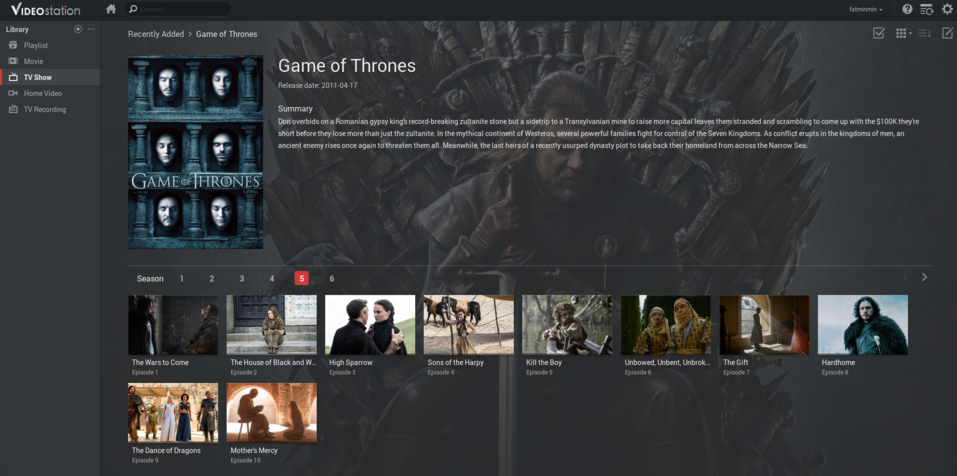 VIDEOstation
Keyword
fatminmin
Library
Playlist
Movie
TV Show
Home Video
TV Recording
Recently Added > Game of Thrones
GAME OF THRONES
Game of Thrones
Release date: 2011-04-17
Summary
Don overbids on a Romanian gypsy king's record-breaking zultanite stone but a sidetrip to a Transylvanian mine to raise more capital leaves them stranded and scrambling to come up with the $100K they're
short before they lose more than just the zultanite. In the mythical continent of Westeros, several powerful families fight for control of the Seven Kingdoms. As conflict erupts in the kingdoms of men, an
ancient enemy rises once again to threaten them all. Meanwhile, the last heirs of a recently usurped dynasty plot to take back their homeland from across the Narrow Sea.
Season 1 2 3 4 5 6
The Wars to Come
Episode 1
The House of Black and W...
Episode 2
High Sparrow
Episode 3
Sons of the Harpy
Episode 4
Kill the Boy
Episode 5
Unbowed, Unbent, Unbrok...
Episode 6
The Gift
Episode 7
Hardhome
Episode 8
The Dance of Dragons
Episode 9
Mother's Mercy
Episode 10